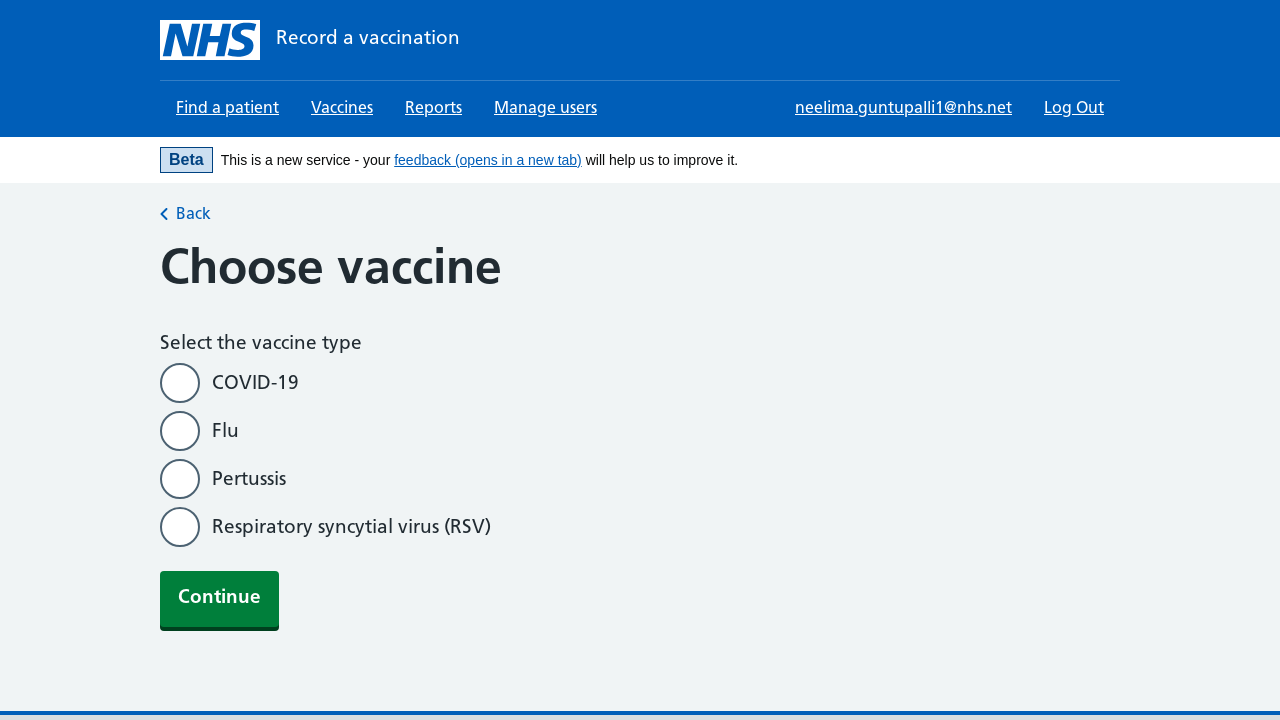 NHS Record a vaccination
Find a patient Vaccines Reports Manage users neelima.guntupalli1@nhs.net Log Out
Beta This is a new service - your feedback (opens in a new tab) will help us to improve it.
Back
Choose vaccine
Select the vaccine type
COVID-19
Flu
Pertussis
Respiratory syncytial virus (RSV)
Continue